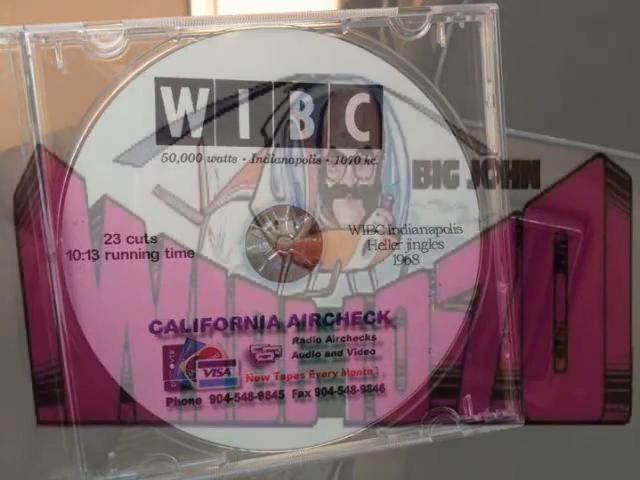 WIBC
50,000 watts · Indianapolis · 1070 kc.
BIG JOHN
23 cuts
10:13 running time
WIBC Indianapolis
Heller jingles
1968
CALIFORNIA AIRCHECK
Radio Airchecks
Audio and Video
VISA
New Tapes Every Month!
Phone 904-548-9845 Fax 904-548-9846